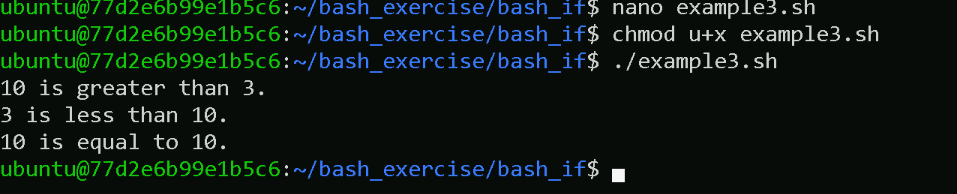 ubuntu@77d2e6b99e1b5c6:~/bash_exercise/bash_if$ nano example3.sh
ubuntu@77d2e6b99e1b5c6:~/bash_exercise/bash_if$ chmod u+x example3.sh
ubuntu@77d2e6b99e1b5c6:~/bash_exercise/bash_if$ ./example3.sh
10 is greater than 3.
3 is less than 10.
10 is equal to 10.
ubuntu@77d2e6b99e1b5c6:~/bash_exercise/bash_if$